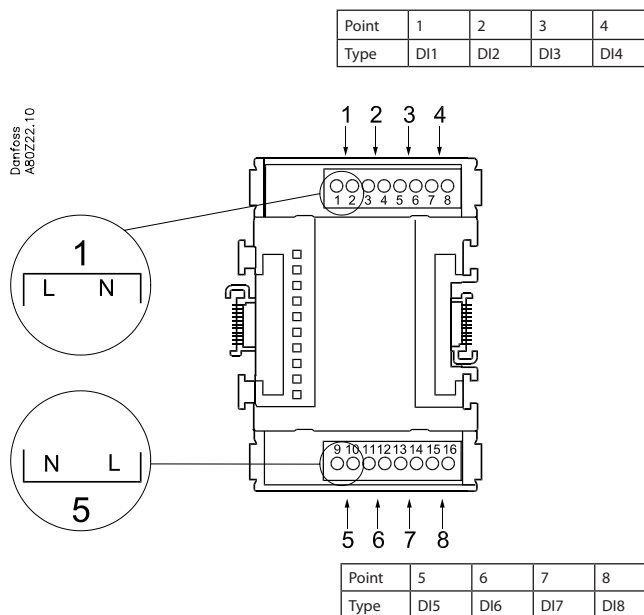 Point 1 2 3 4
Type DI1 DI2 DI3 DI4
Danfoss
A80Z22.10
1 2 3 4
1 2 3 4 5 6 7 8
1
L N
N L
5
9 10 11 12 13 14 15 16
5 6 7 8
Point 5 6 7 8
Type DI5 DI6 DI7 DI8